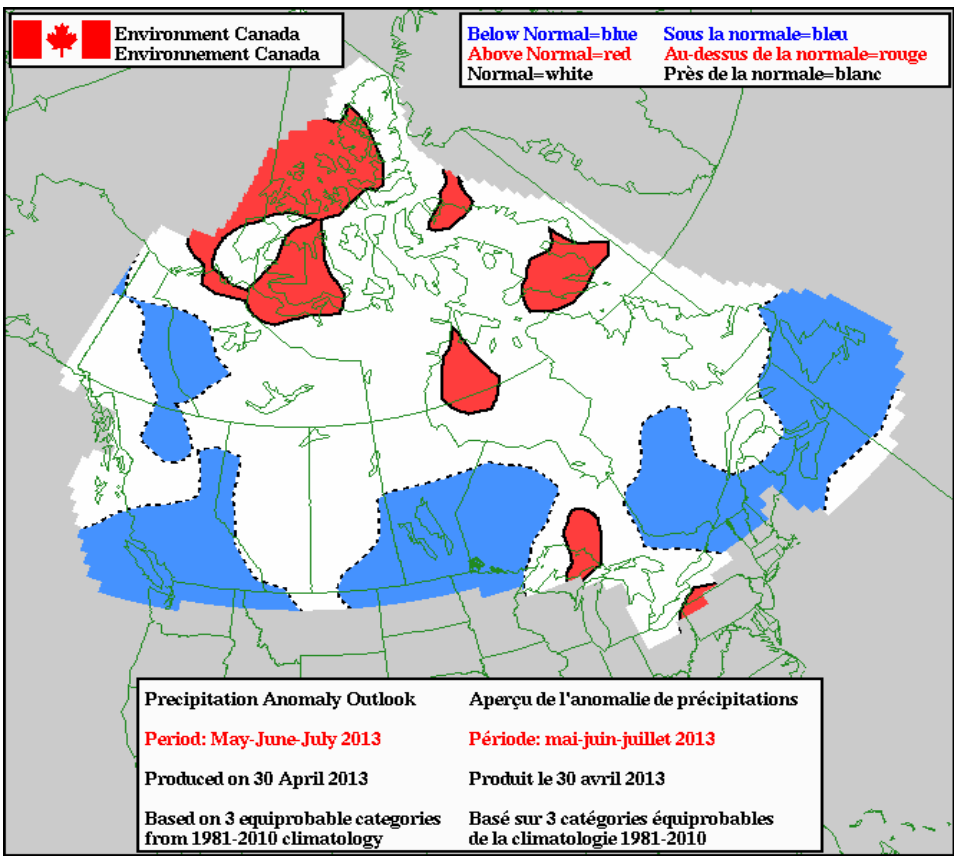 Environment Canada
Environnement Canada
Below Normal=blue Sous la normale=bleu
Above Normal=red Au-dessus de la normale=rouge
Normal=white Près de la normale=blanc
Precipitation Anomaly Outlook Aperçu de l'anomalie de précipitations
Period: May-June-July 2013 Période: mai-juin-juillet 2013
Produced on 30 April 2013 Produit le 30 avril 2013
Based on 3 equiprobable categories Basé sur 3 catégories équiprobables
from 1981-2010 climatology de la climatologie 1981-2010